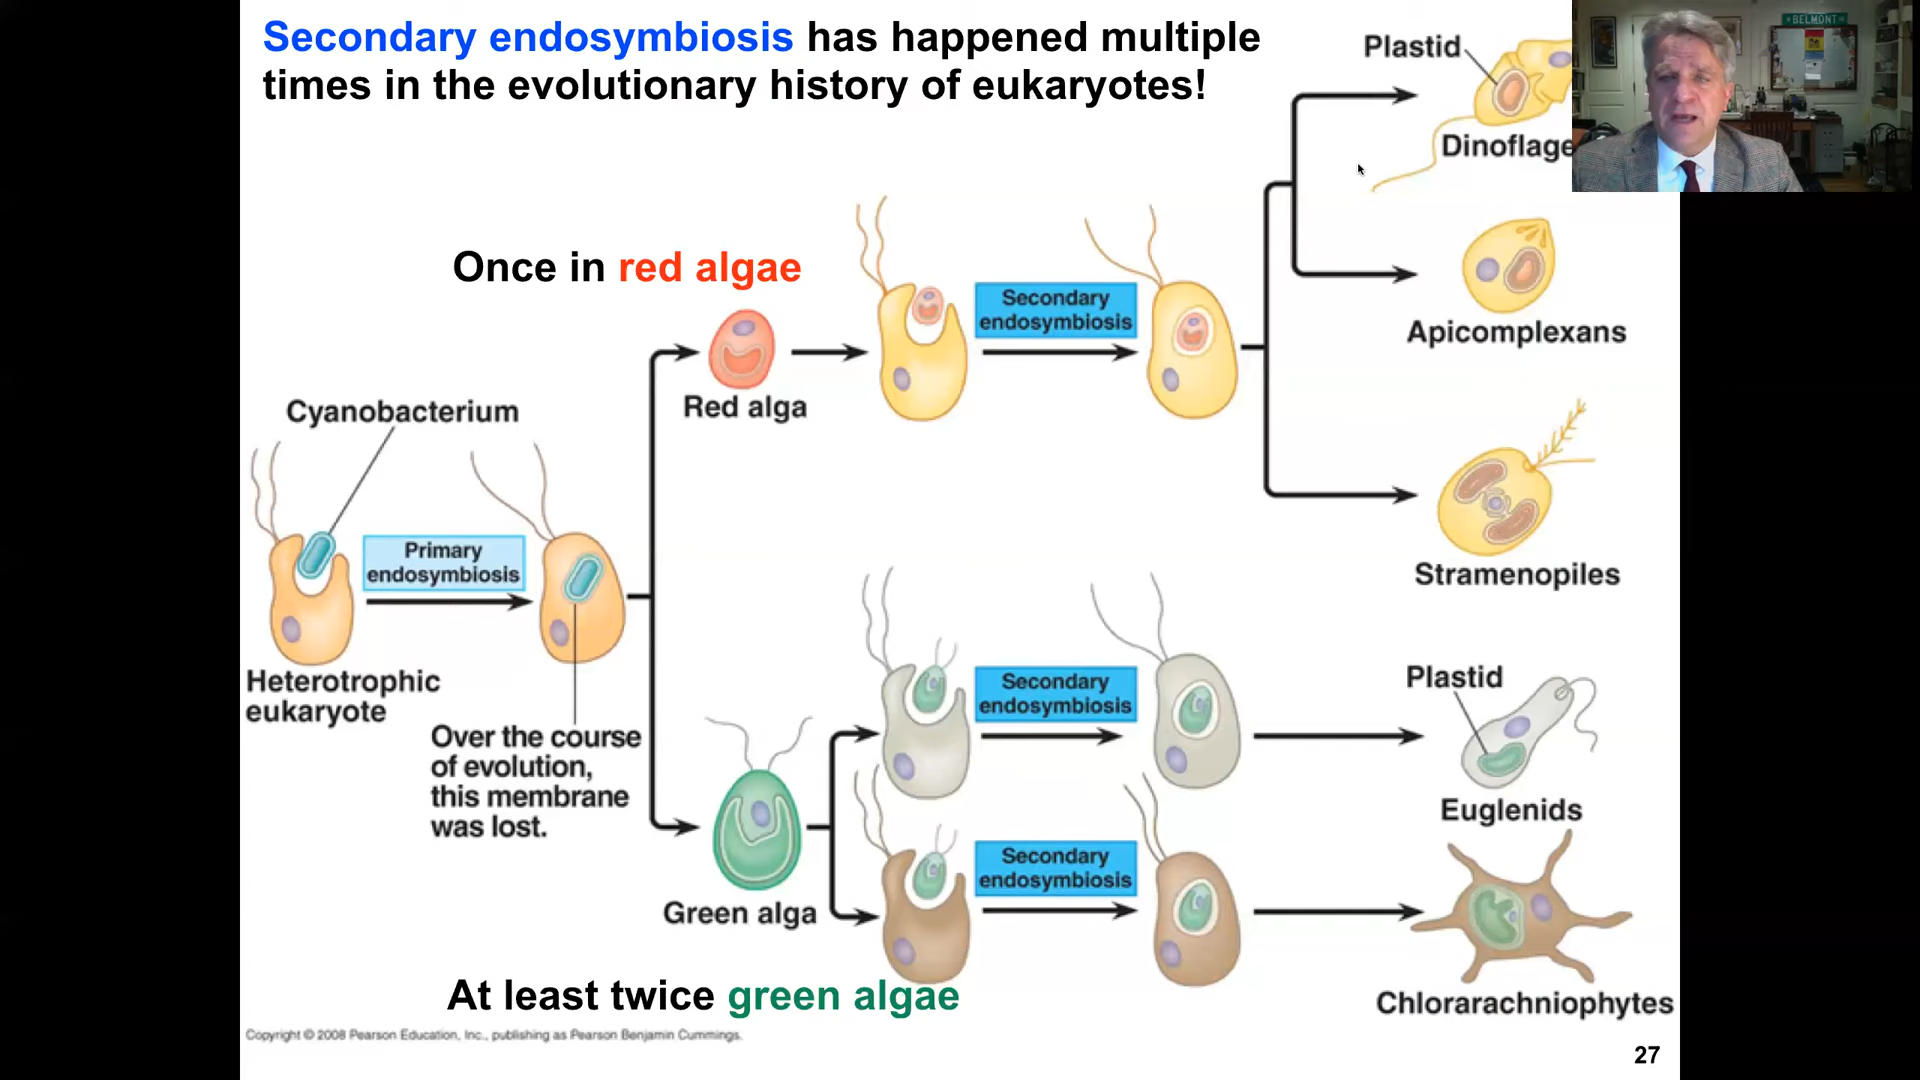 Secondary endosymbiosis has happened multiple
times in the evolutionary history of eukaryotes!
Plastid
Dinoflage
BELMONT
Once in red algae
Secondary
endosymbiosis
Apicomplexans
Red alga
Cyanobacterium
Primary
endosymbiosis
Stramenopiles
Heterotrophic
eukaryote
Over the course
of evolution,
this membrane
was lost.
Secondary
endosymbiosis
Plastid
Euglenids
Green alga
Secondary
endosymbiosis
At least twice green algae
Chlorarachniophytes
Copyright © 2008 Pearson Education, Inc., publishing as Pearson Benjamin Cummings.
27